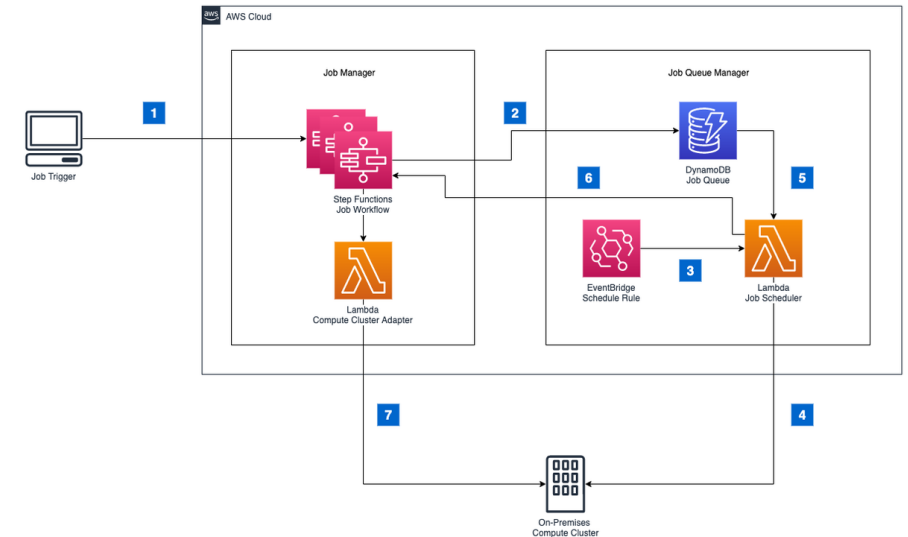 aws
AWS Cloud
Job Manager
Job Queue Manager
1
2
Job Trigger
DynamoDB
Job Queue
6
5
Step Functions
Job Workflow
3
EventBridge
Schedule Rule
Lambda
Job Scheduler
Lambda
Compute Cluster Adapter
7
4
On-Premises
Compute Cluster